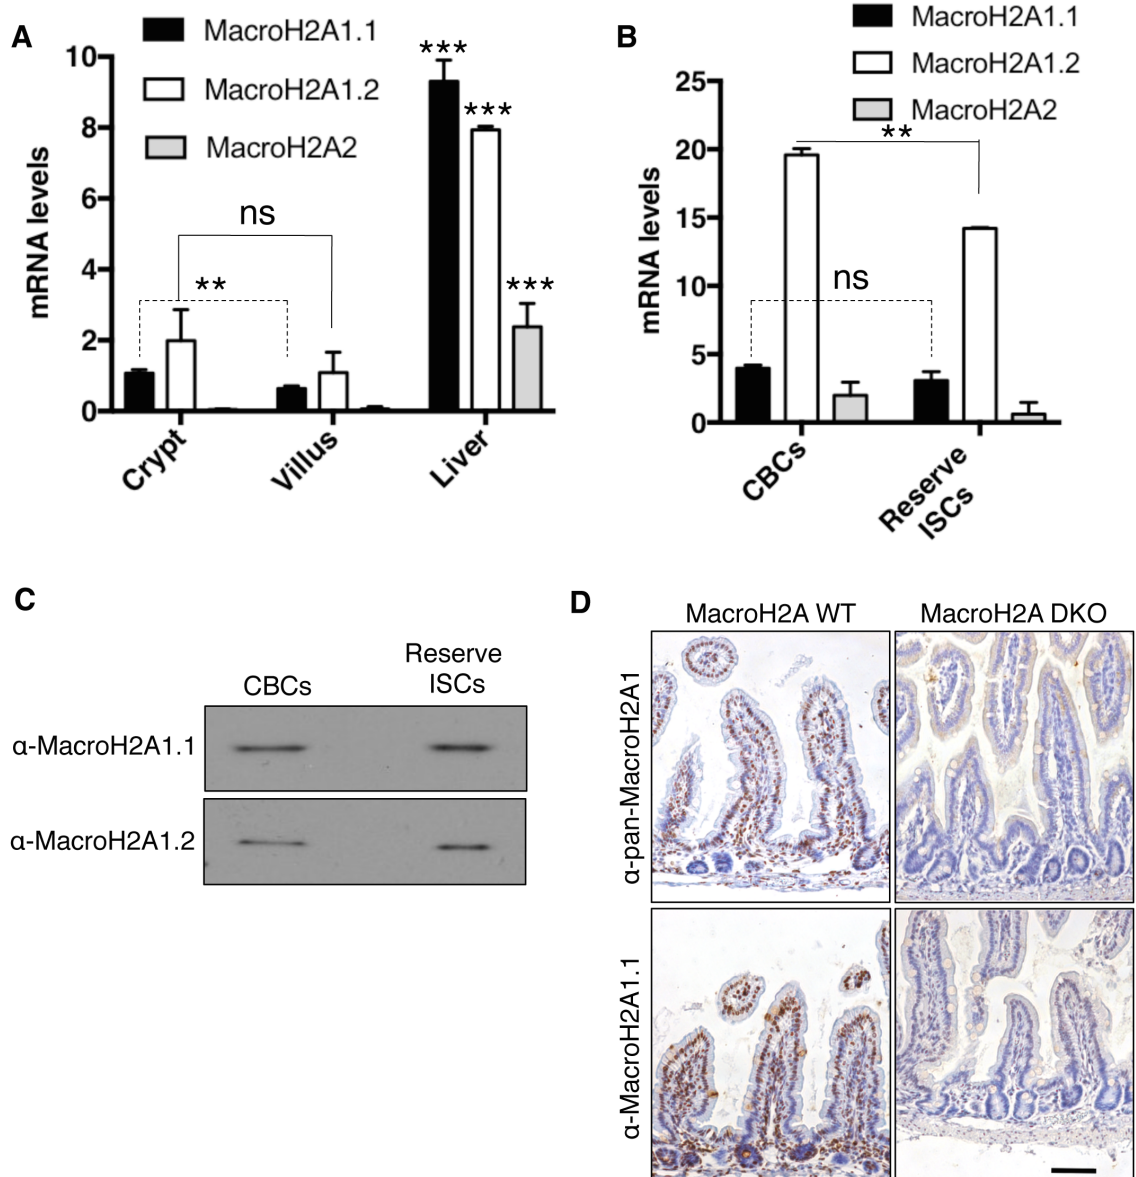 A
MacroH2A1.1
MacroH2A1.2
MacroH2A2
mRNA levels
10
8
6
4
2
0
ns
**
***
***
***
Crypt
Villus
Liver
B
MacroH2A1.1
MacroH2A1.2
MacroH2A2
mRNA levels
25
20
15
10
5
0
**
ns
CBCs
Reserve
ISCs
C
CBCs
Reserve
ISCs
α-MacroH2A1.1
α-MacroH2A1.2
D
MacroH2A WT
MacroH2A DKO
α-pan-MacroH2A1
α-MacroH2A1.1